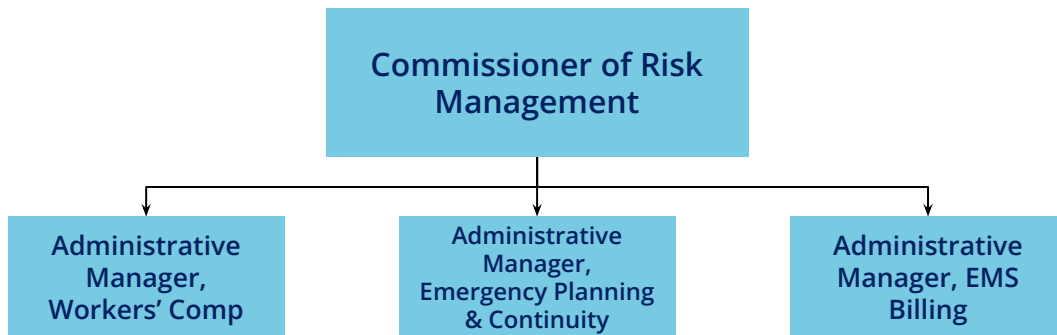 Commissioner of Risk
Management
Administrative
Manager,
Workers’ Comp
Administrative
Manager,
Emergency Planning
& Continuity
Administrative
Manager, EMS
Billing